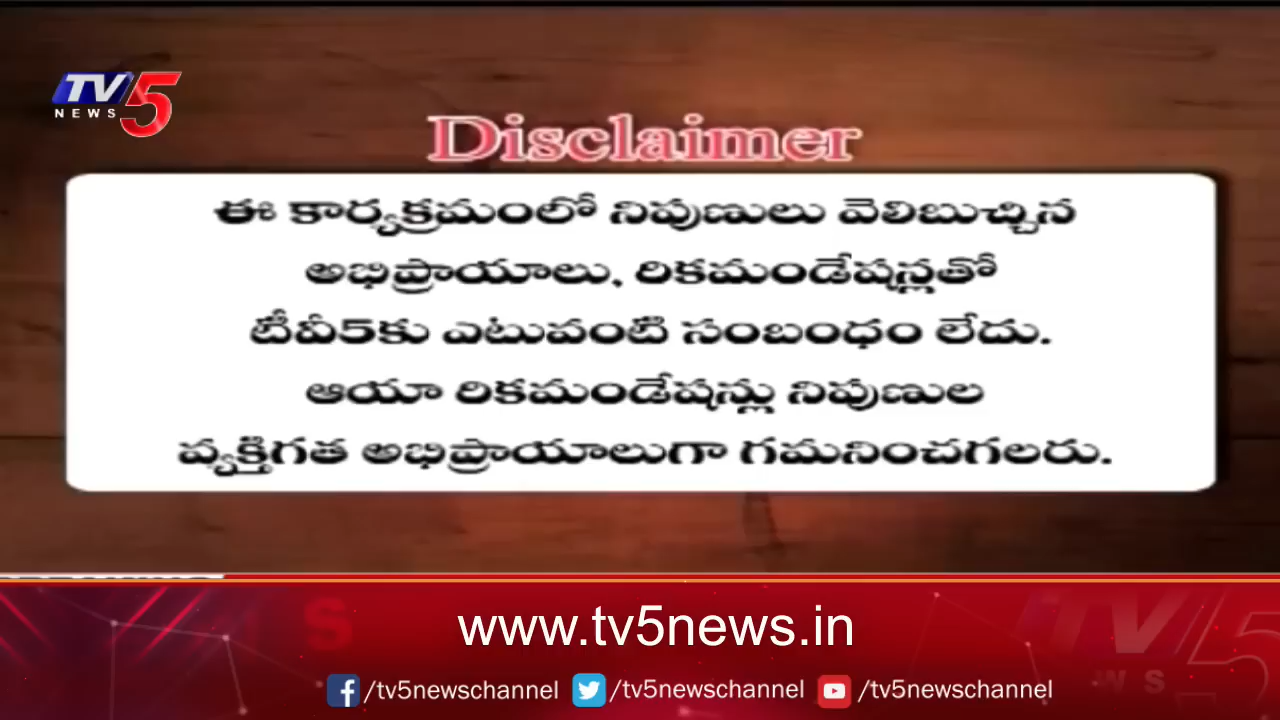 TV5
NEWS
Disclaimer
ఈ కార్యక్రమంలో నిపుణులు వెలిబుచ్చిన
అభిప్రాయాలు, రికమండేషన్లతో
టీవీ5కు ఎటువంటి సంబంధం లేదు.
ఆయా రికమండేషన్లు నిపుణుల
వ్యక్తిగత అభిప్రాయాలుగా గమనించగలరు.
www.tv5news.in
/tv5newschannel /tv5newschannel /tv5newschannel